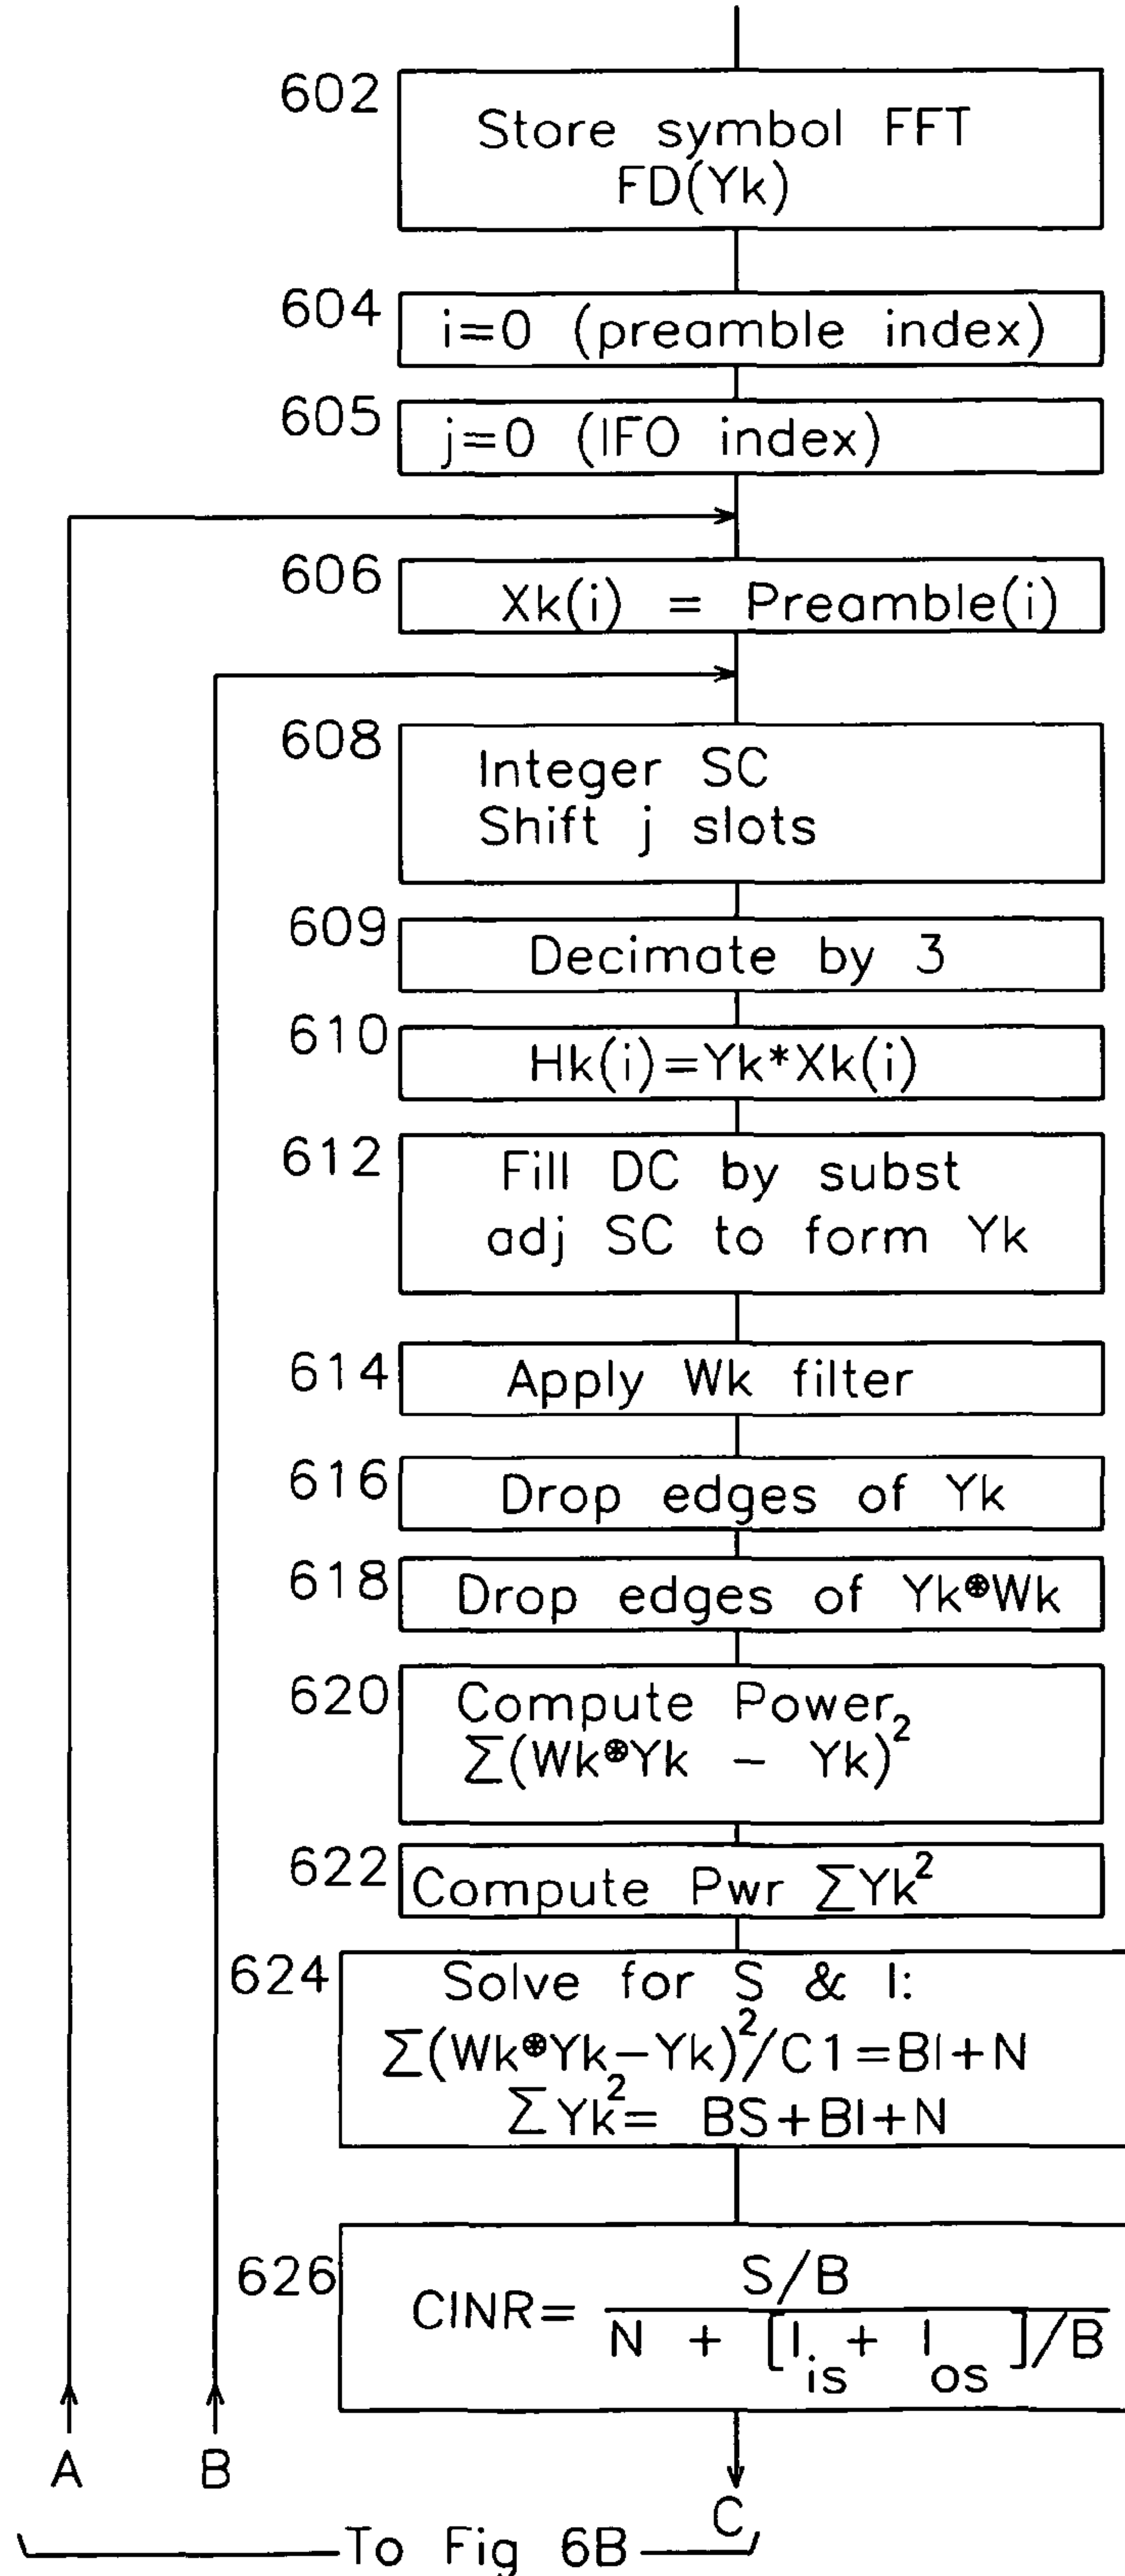 602
Store symbol FFT
FD(Yk)
604
i=0 (preamble index)
605
j=0 (IFO index)
606
Xk(i) = Preamble(i)
608
Integer SC
Shift j slots
609
Decimate by 3
610
Hk(i)=Yk*Xk(i)
612
Fill DC by subst
adj SC to form Yk
614
Apply Wk filter
616
Drop edges of Yk
618
Drop edges of Yk⊛Wk
620
Compute Power
∑(Wk⊛Yk - Yk)²
622
Compute Pwr ∑Yk²
624
Solve for S & I:
∑(Wk⊛Yk-Yk)²/C1=BI+N
∑Yk²= BS+BI+N
626
S/B
CINR=
N + [I_is + I_os]/B
A B C
To Fig 6B